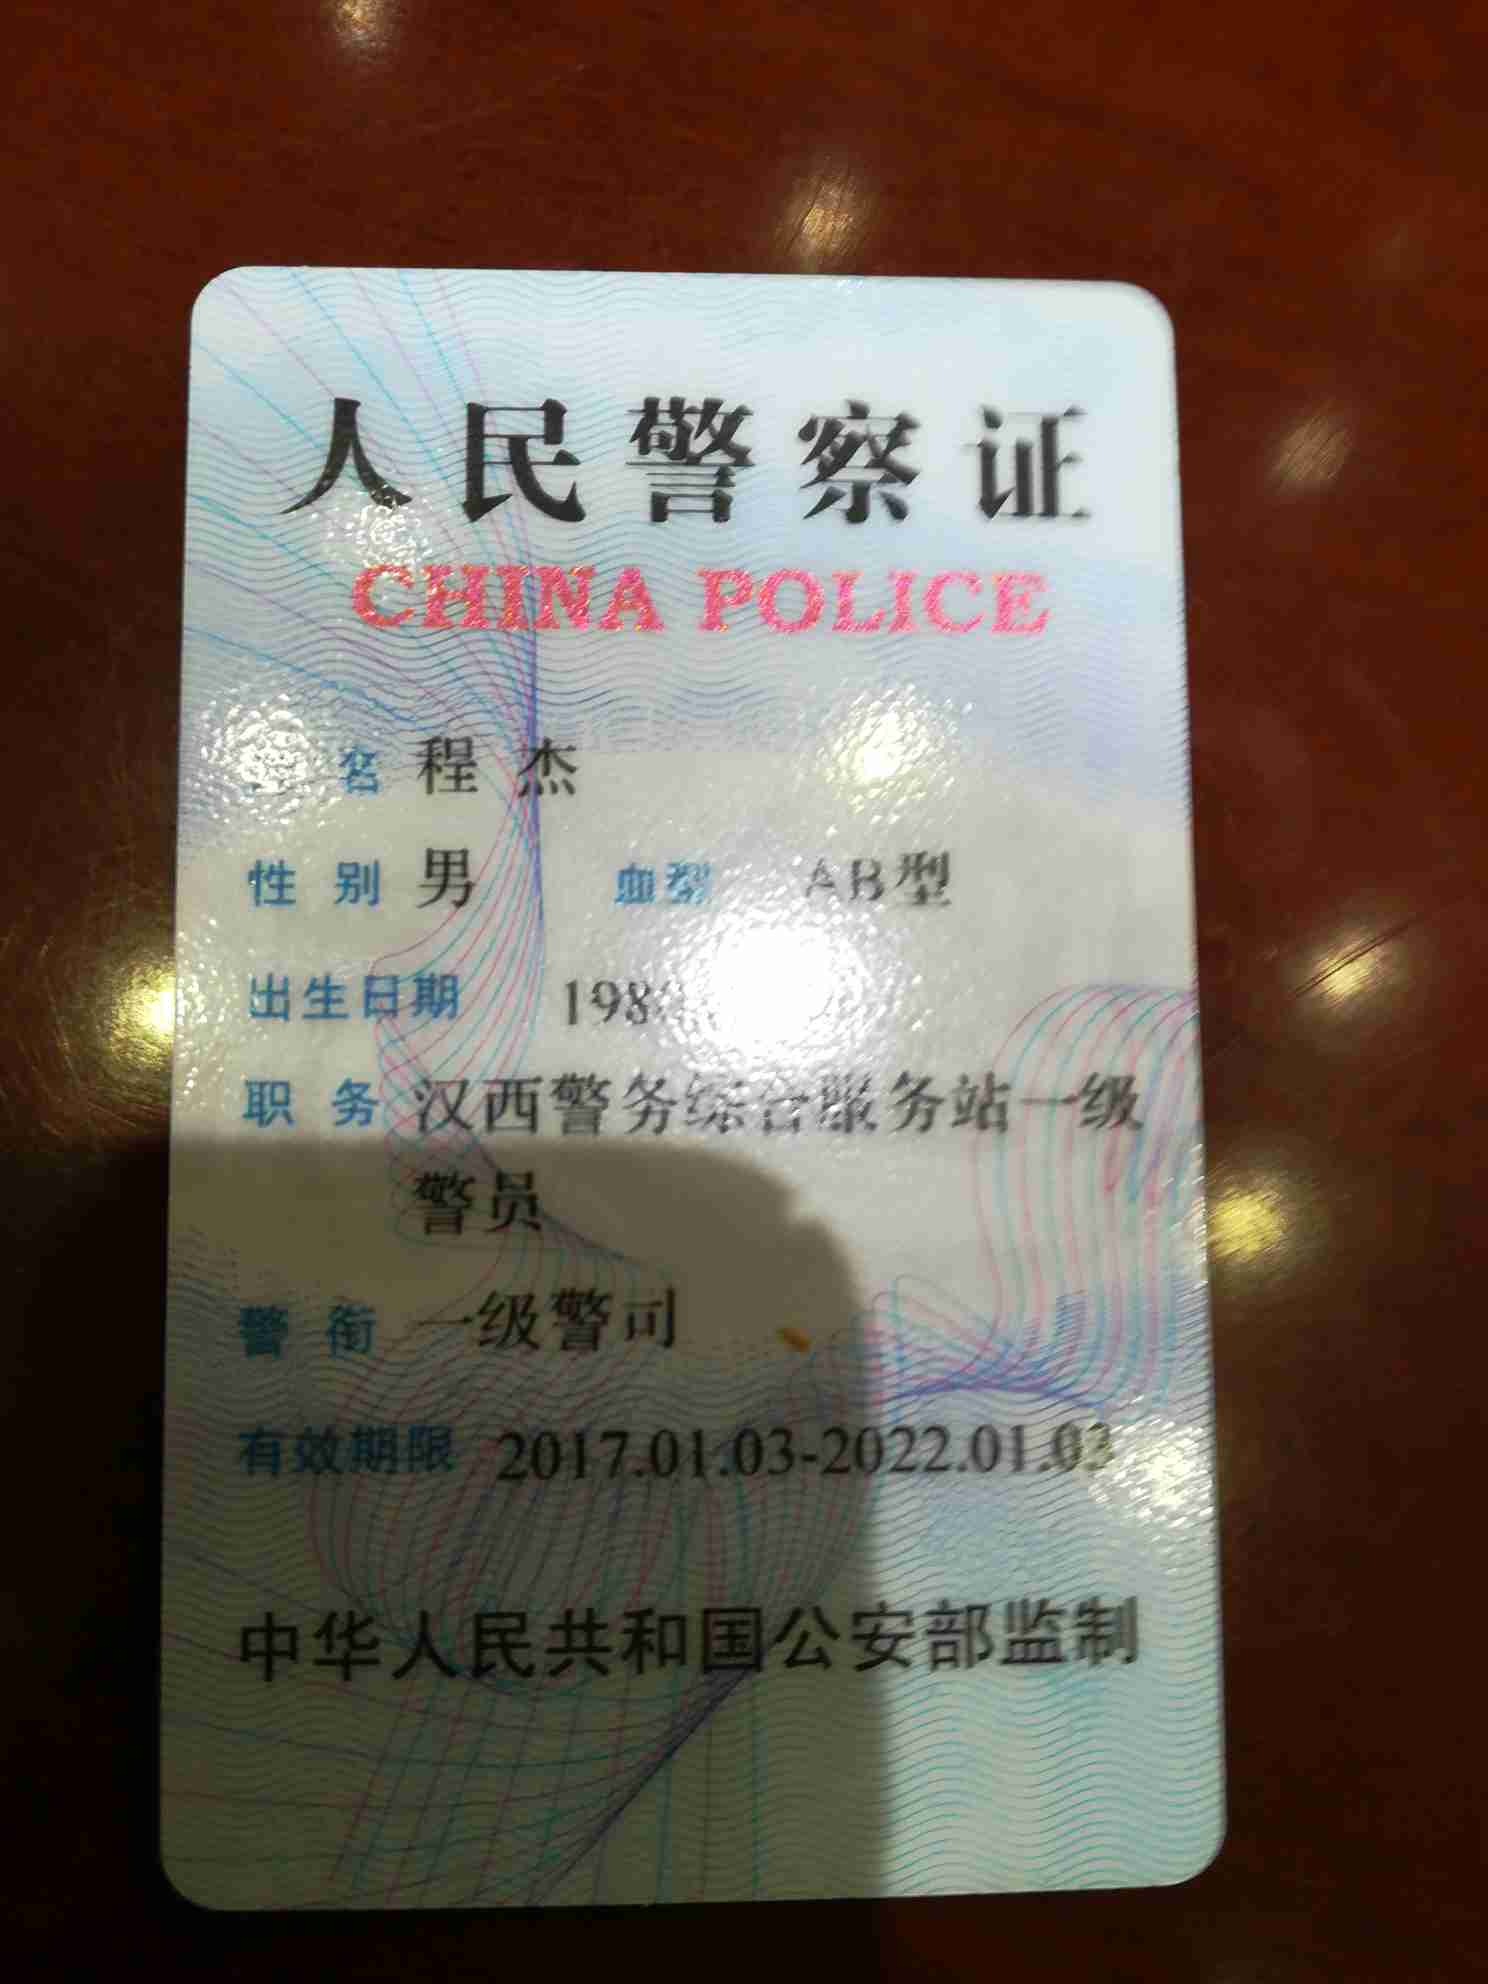 人民警察证
CHINA POLICE
名 程杰
性别 男 血型 AB型
出生日期 198
职务 汉西警务综合服务站一级
警员
警衔 一级警司
有效期限 2017.01.03-2022.01.03
中华人民共和国公安部监制